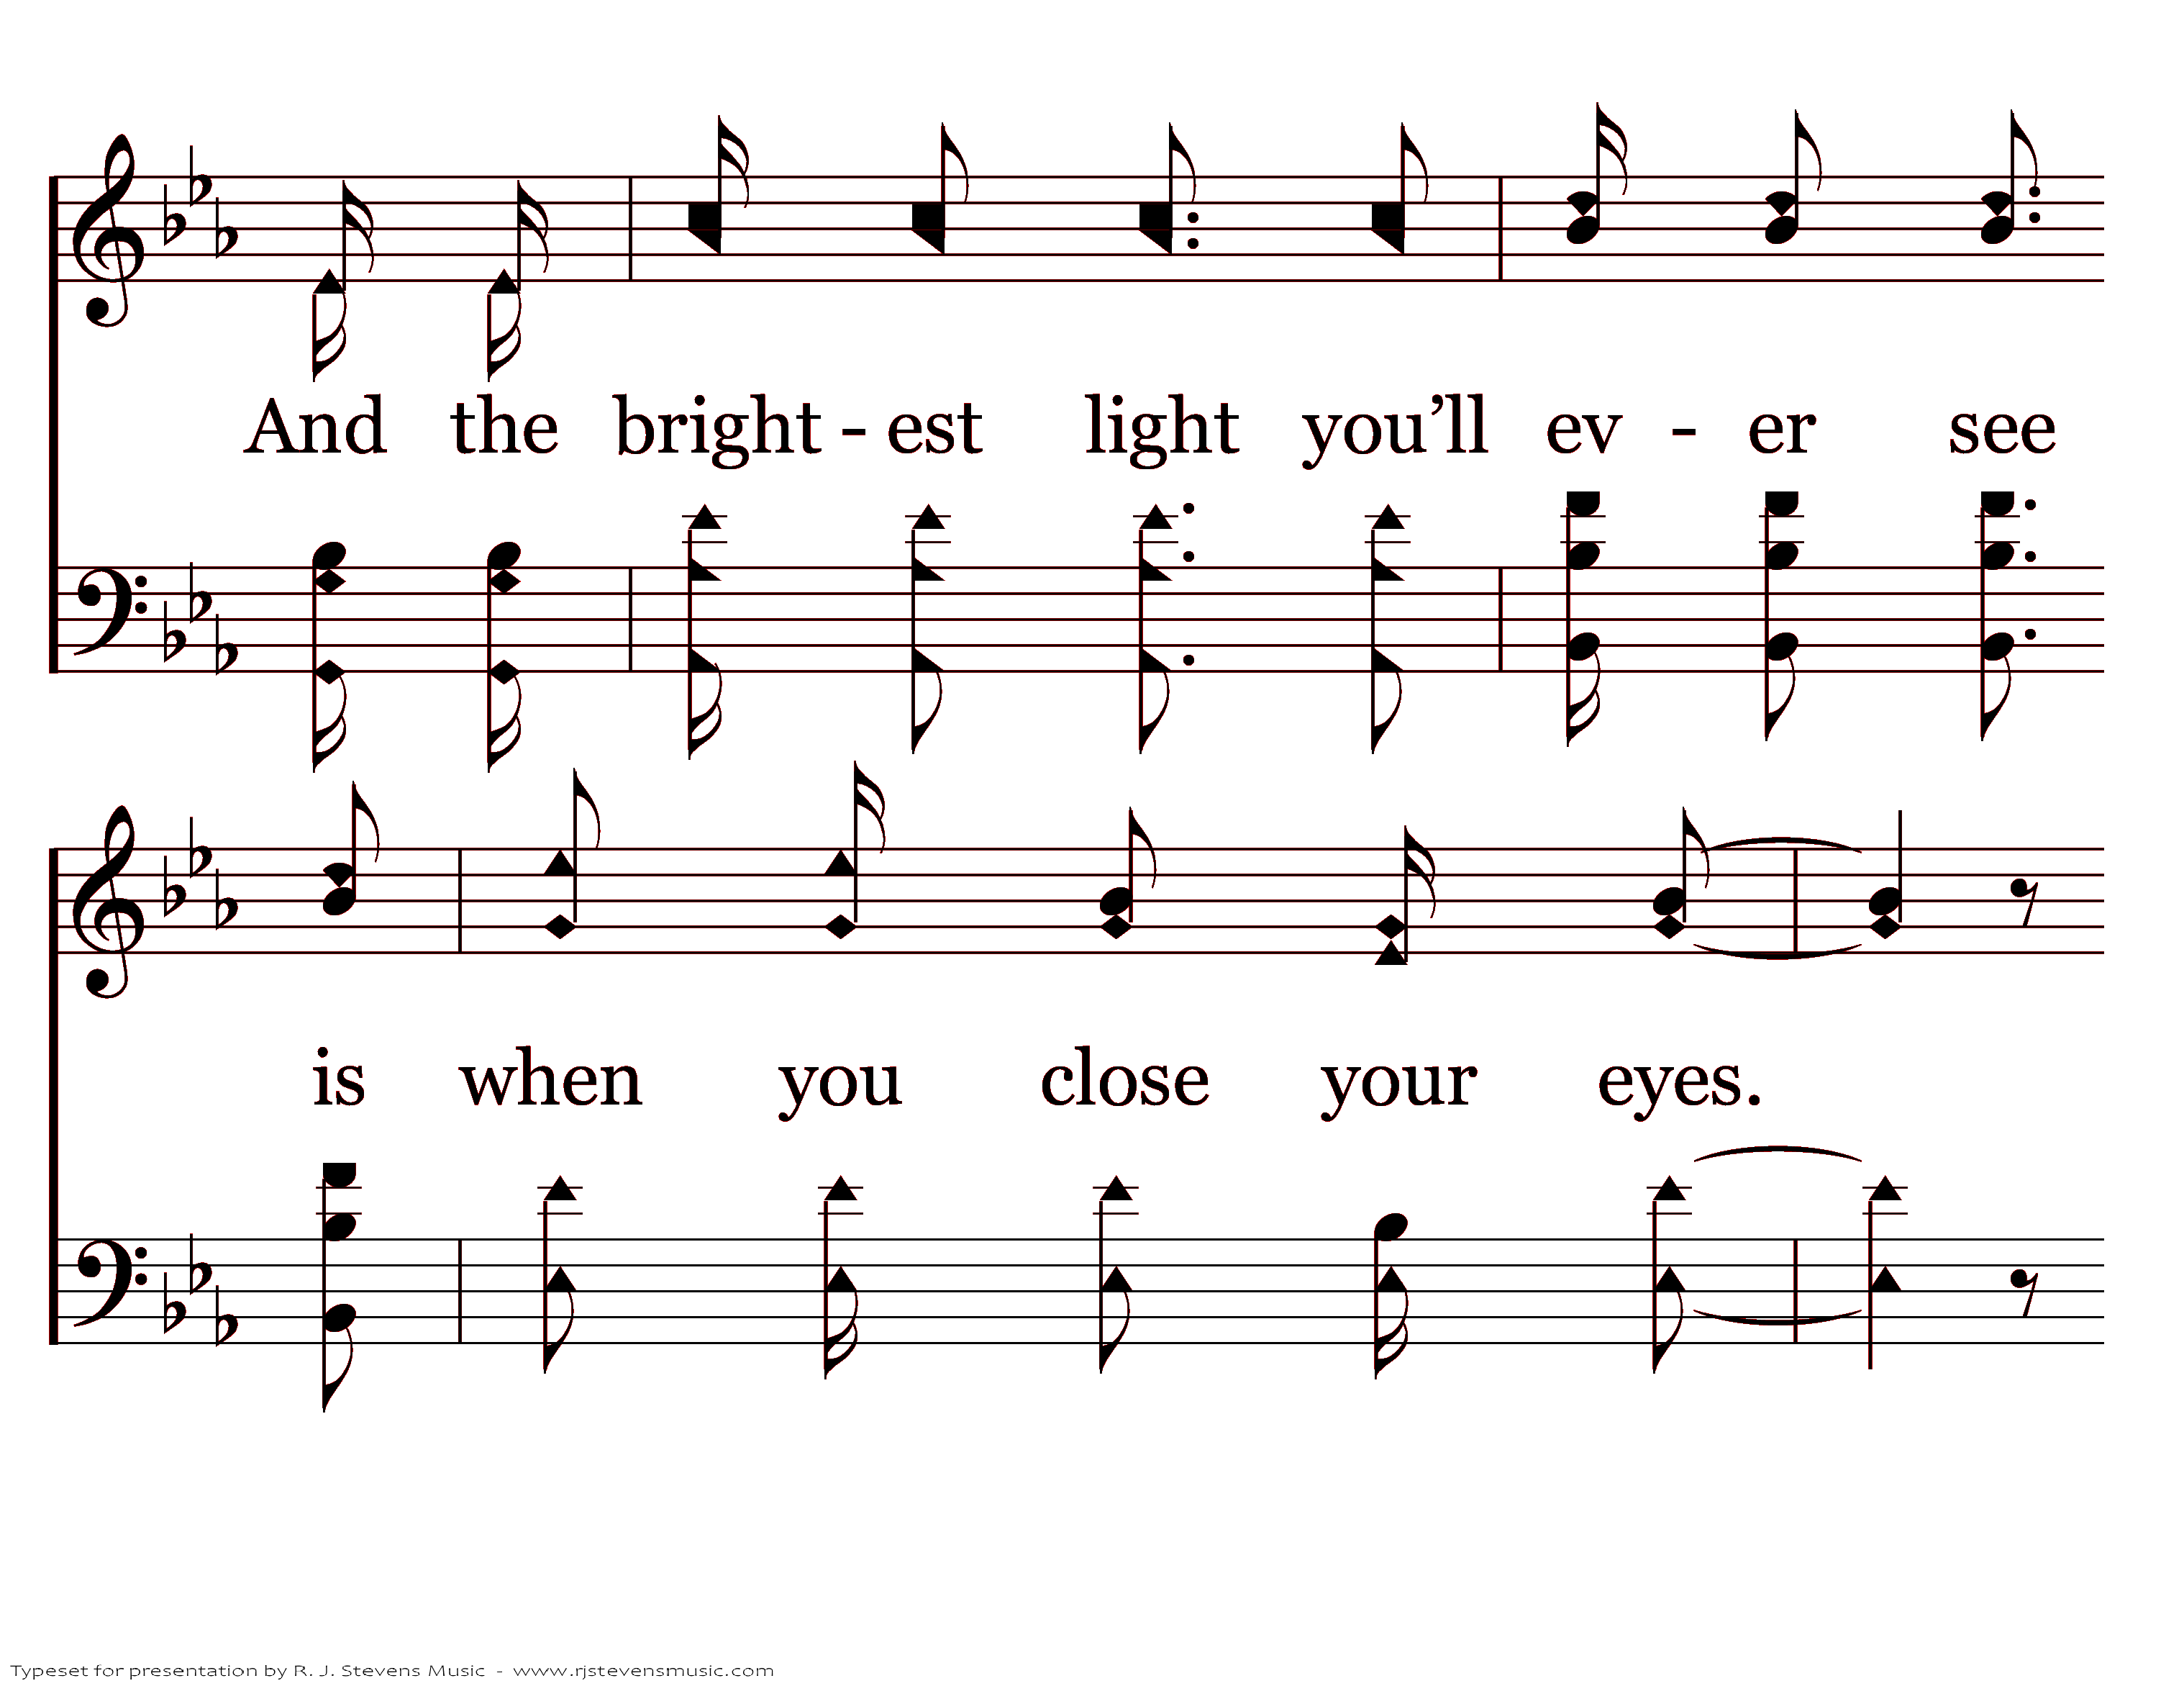 And the bright - est light you’ll ev - er see
is when you close your eyes.
Typeset for presentation by R. J. Stevens Music - www.rjstevensmusic.com